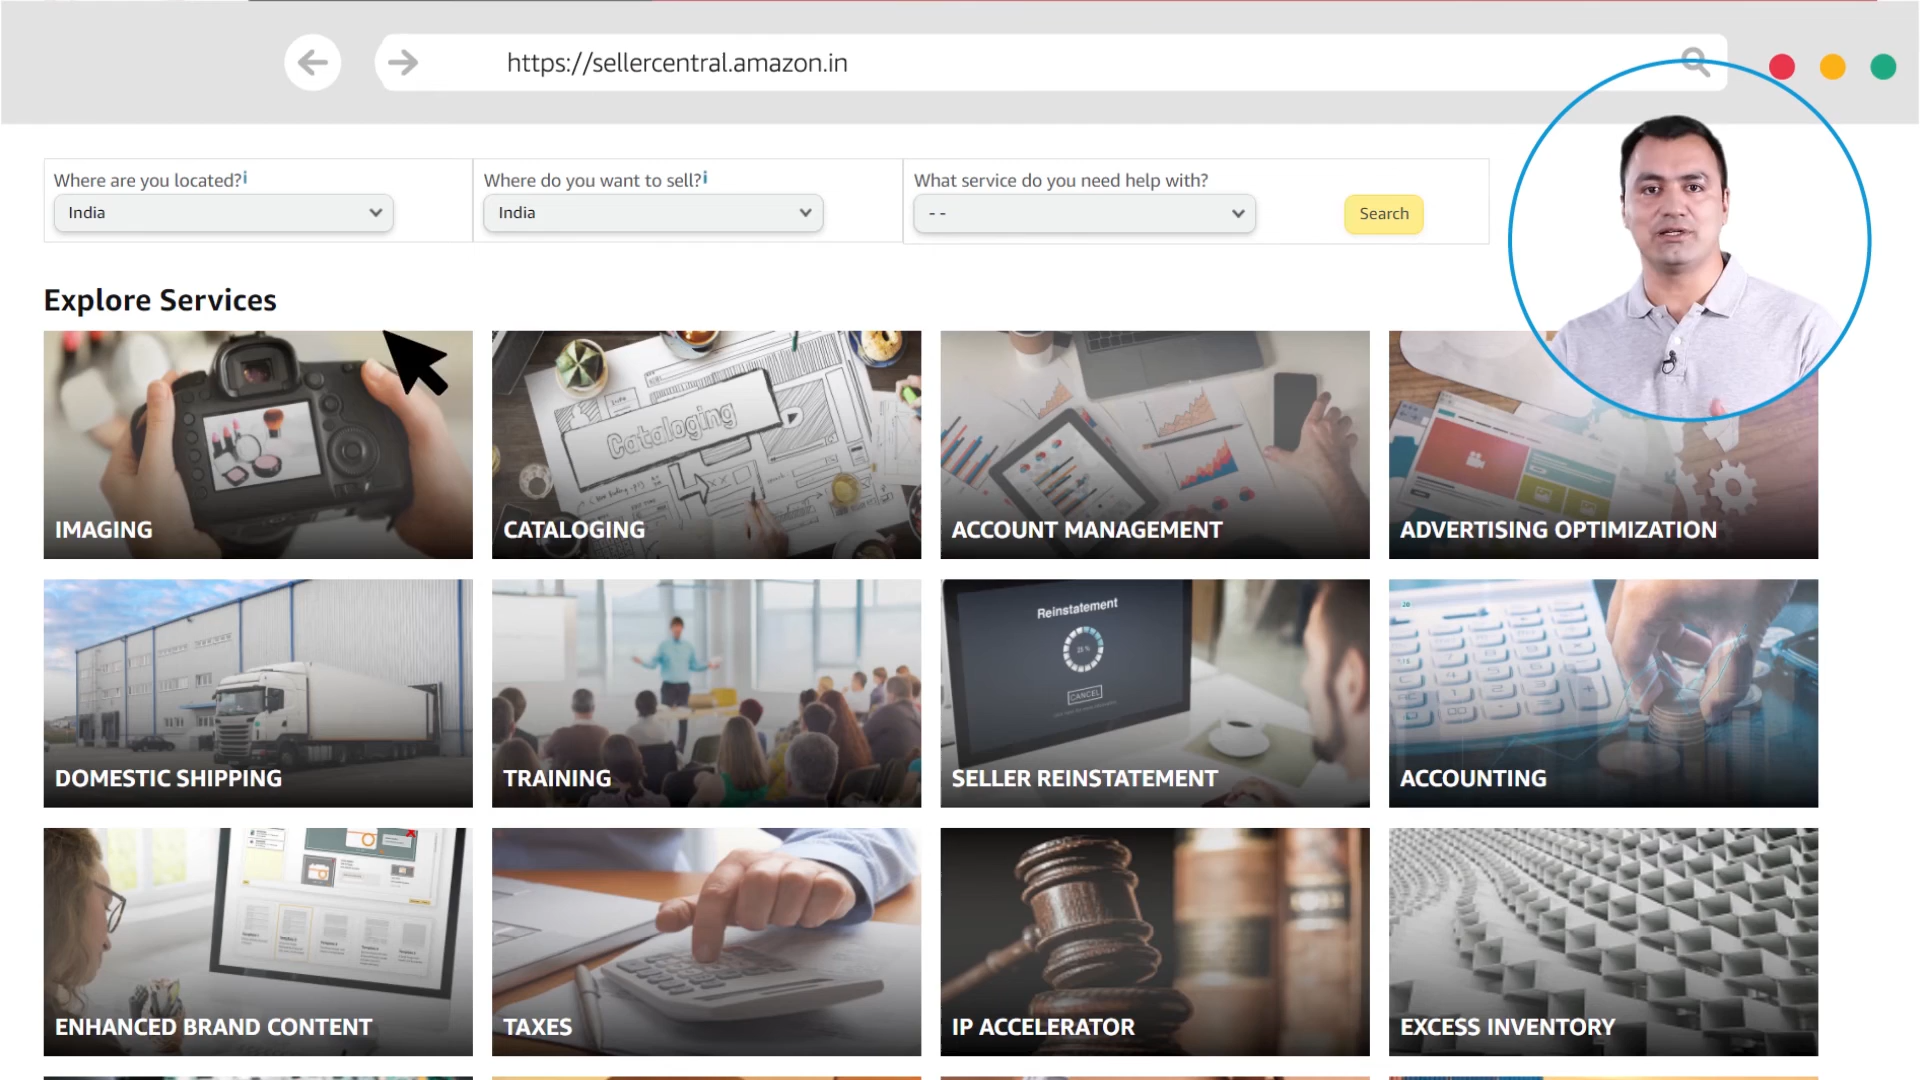 https://sellercentral.amazon.in
Where are you located?i
Where do you want to sell?i
What service do you need help with?
India
India
- -
Search
Explore Services
Cataloging
IMAGING
CATALOGING
ACCOUNT MANAGEMENT
ADVERTISING OPTIMIZATION
Reinstatement
CANCEL
DOMESTIC SHIPPING
TRAINING
SELLER REINSTATEMENT
ACCOUNTING
ENHANCED BRAND CONTENT
TAXES
IP ACCELERATOR
EXCESS INVENTORY